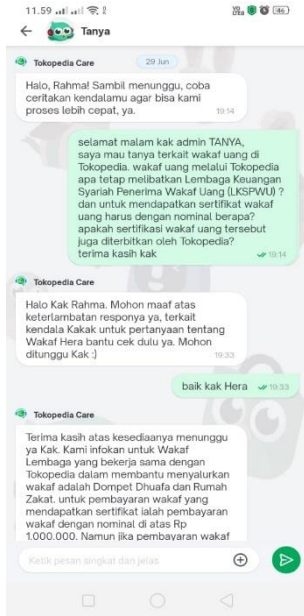 11.59
86
Tanya
Tokopedia Care
29 Jun
Halo, Rahma! Sambil menunggu, coba
ceritakan kendalamu agar bisa kami
proses lebih cepat, ya.
19:14
selamat malam kak admin TANYA,
saya mau tanya terkait wakaf uang di
Tokopedia. wakaf uang melalui Tokopedia
apa tetap melibatkan Lembaga Keuangan
Syariah Penerima Wakaf Uang (LKSPWU) ?
dan untuk mendapatkan sertifikat wakaf
uang harus dengan nominal berapa?
apakah sertifikasi wakaf uang tersebut
juga diterbitkan oleh Tokopedia?
terima kasih kak
19:14
Tokopedia Care
Halo Kak Rahma. Mohon maaf atas
keterlambatan responya ya, terkait
kendala Kakak untuk pertanyaan tentang
Wakaf Hera bantu cek dulu ya. Mohon
ditunggu Kak :)
19:33
baik kak Hera
19:33
Tokopedia Care
Terima kasih atas kesediaanya menunggu
ya Kak. Kami infokan untuk Wakaf
Lembaga yang bekerja sama dengan
Tokopedia dalam membantu menyalurkan
wakaf adalah Dompet Dhuafa dan Rumah
Zakat. untuk pembayaran wakaf yang
mendapatkan sertifikat ialah pembayaran
wakaf dengan nominal di atas Rp
1.000.000. Namun jika pembayaran wakaf
Ketik pesan singkat dan jelas